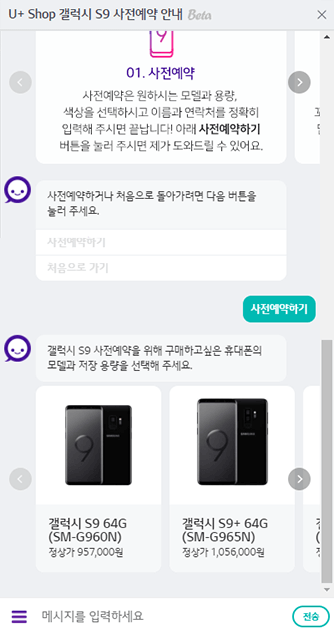 U+ Shop 갤럭시 S9 사전예약 안내 Beta
01. 사전예약
사전예약은 원하시는 모델과 용량,
색상을 선택하시고 이름과 연락처를 정확히
입력해 주시면 끝납니다! 아래 사전예약하기
버튼을 눌러 주시면 제가 도와드릴 수 있어요.
사전예약하거나 처음으로 돌아가려면 다음 버튼을
눌러 주세요.
사전예약하기
처음으로 가기
사전예약하기
갤럭시 S9 사전예약을 위해 구매하고싶은 휴대폰의
모델과 저장 용량을 선택해 주세요.
갤럭시 S9 64G
(SM-G960N)
정상가 957,000원
갤럭시 S9+ 64G
(SM-G965N)
정상가 1,056,000원
메시지를 입력하세요
전송